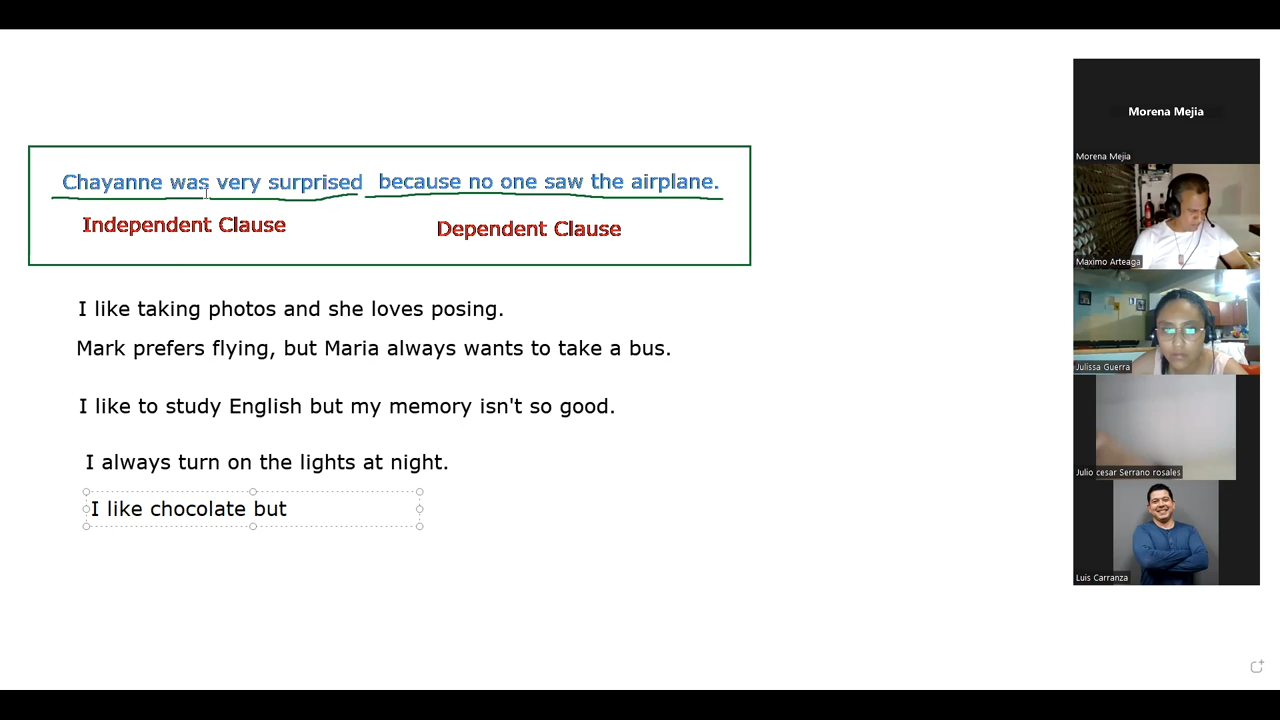 Chayanne was very surprised because no one saw the airplane.
Independent Clause Dependent Clause
I like taking photos and she loves posing.
Mark prefers flying, but Maria always wants to take a bus.
I like to study English but my memory isn't so good.
I always turn on the lights at night.
I like chocolate but
Morena Mejia
Morena Mejia
Maximo Arteaga
Julissa Guerra
Julio cesar Serrano rosales
Luis Carranza